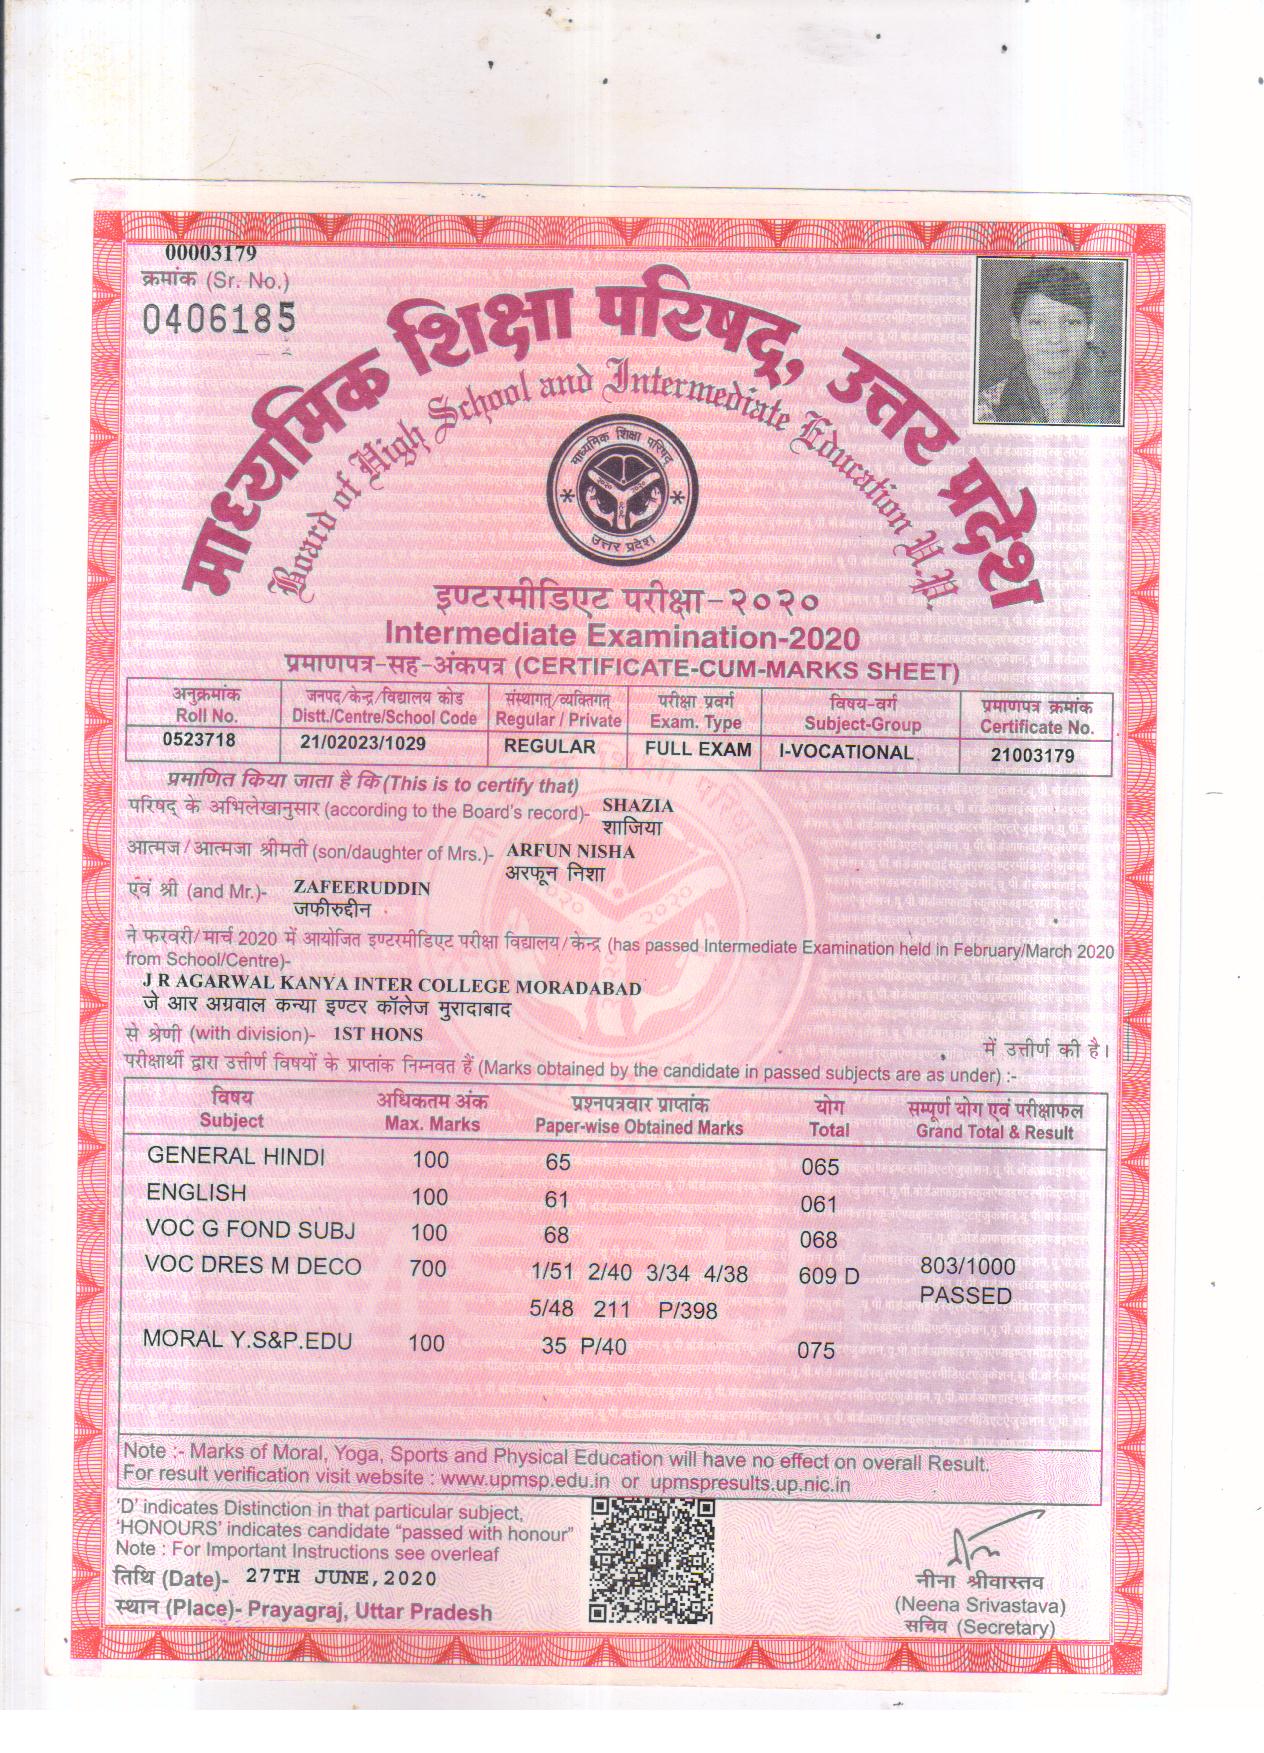 00003179
क्रमांक (Sr. No.)
0406185
माध्यमिक शिक्षा परिषद्, उत्तर प्रदेश
Board of High School and Intermediate Education U.P.
माध्यमिक शिक्षा परिषद्
उत्तर प्रदेश
इण्टरमीडिएट परीक्षा-२०२०
Intermediate Examination-2020
प्रमाणपत्र-सह-अंकपत्र (CERTIFICATE-CUM-MARKS SHEET)
अनुक्रमांक जनपद/केन्द्र/विद्यालय कोड संस्थागत्/व्यक्तिगत् परीक्षा प्रवर्ग विषय-वर्ग प्रमाणपत्र क्रमांक
Roll No. Distt./Centre/School Code Regular / Private Exam. Type Subject-Group Certificate No.
0523718 21/02023/1029 REGULAR FULL EXAM I-VOCATIONAL 21003179
प्रमाणित किया जाता है कि (This is to certify that)
परिषद् के अभिलेखानुसार (according to the Board's record)- SHAZIA
शाजिया
आत्मज/आत्मजा श्रीमती (son/daughter of Mrs.)- ARFUN NISHA
अरफून निशा
एवं श्री (and Mr.)- ZAFEERUDDIN
जफीरुद्दीन
ने फरवरी/मार्च 2020 में आयोजित इण्टरमीडिएट परीक्षा विद्यालय/केन्द्र (has passed Intermediate Examination held in February/March 2020
from School/Centre)-
J R AGARWAL KANYA INTER COLLEGE MORADABAD
जे आर अग्रवाल कन्या इण्टर कॉलेज मुरादाबाद
से श्रेणी (with division)- 1ST HONS में उत्तीर्ण की है।
परीक्षार्थी द्वारा उत्तीर्ण विषयों के प्राप्तांक निम्नवत हैं (Marks obtained by the candidate in passed subjects are as under) :-
विषय अधिकतम अंक प्रश्नपत्रवार प्राप्तांक योग सम्पूर्ण योग एवं परीक्षाफल
Subject Max. Marks Paper-wise Obtained Marks Total Grand Total & Result
GENERAL HINDI 100 65 065
ENGLISH 100 61 061
VOC G FOND SUBJ 100 68 068
VOC DRES M DECO 700 1/51 2/40 3/34 4/38 609 D 803/1000
PASSED
5/48 211 P/398
MORAL Y.S&P.EDU 100 35 P/40 075
Note :- Marks of Moral, Yoga, Sports and Physical Education will have no effect on overall Result.
For result verification visit website : www.upmsp.edu.in or upmspresults.up.nic.in
'D' indicates Distinction in that particular subject,
'HONOURS' indicates candidate "passed with honour"
Note : For Important Instructions see overleaf
तिथि (Date)- 27TH JUNE, 2020
स्थान (Place)- Prayagraj, Uttar Pradesh
नीना श्रीवास्तव
(Neena Srivastava)
सचिव (Secretary)